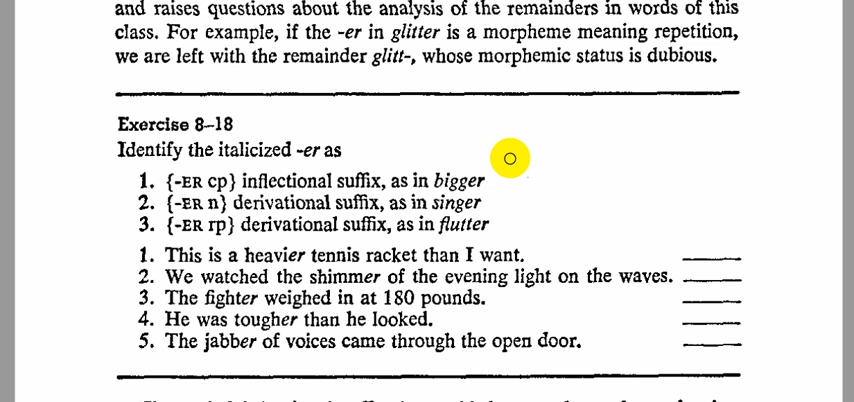 and raises questions about the analysis of the remainders in words of this
class. For example, if the -er in glitter is a morpheme meaning repetition,
we are left with the remainder glitt-, whose morphemic status is dubious.
Exercise 8–18
Identify the italicized -er as
1. {-ER cp} inflectional suffix, as in bigger
2. {-ER n} derivational suffix, as in singer
3. {-ER rp} derivational suffix, as in flutter
1. This is a heavier tennis racket than I want. ______
2. We watched the shimmer of the evening light on the waves. ______
3. The fighter weighed in at 180 pounds. ______
4. He was tougher than he looked. ______
5. The jabber of voices came through the open door. ______